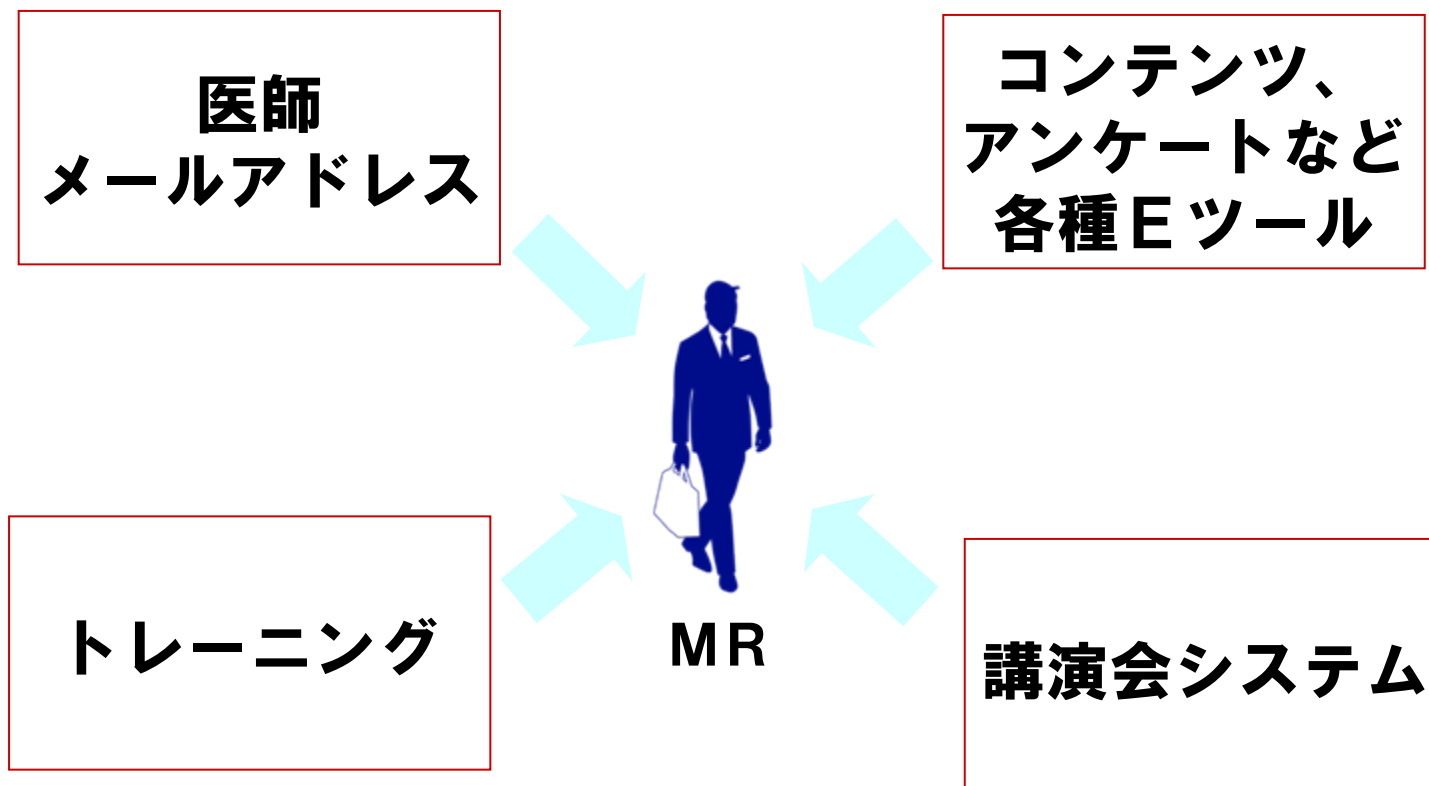 医師
メールアドレス
コンテンツ、
アンケートなど
各種Ｅツール
トレーニング
ＭＲ
講演会システム